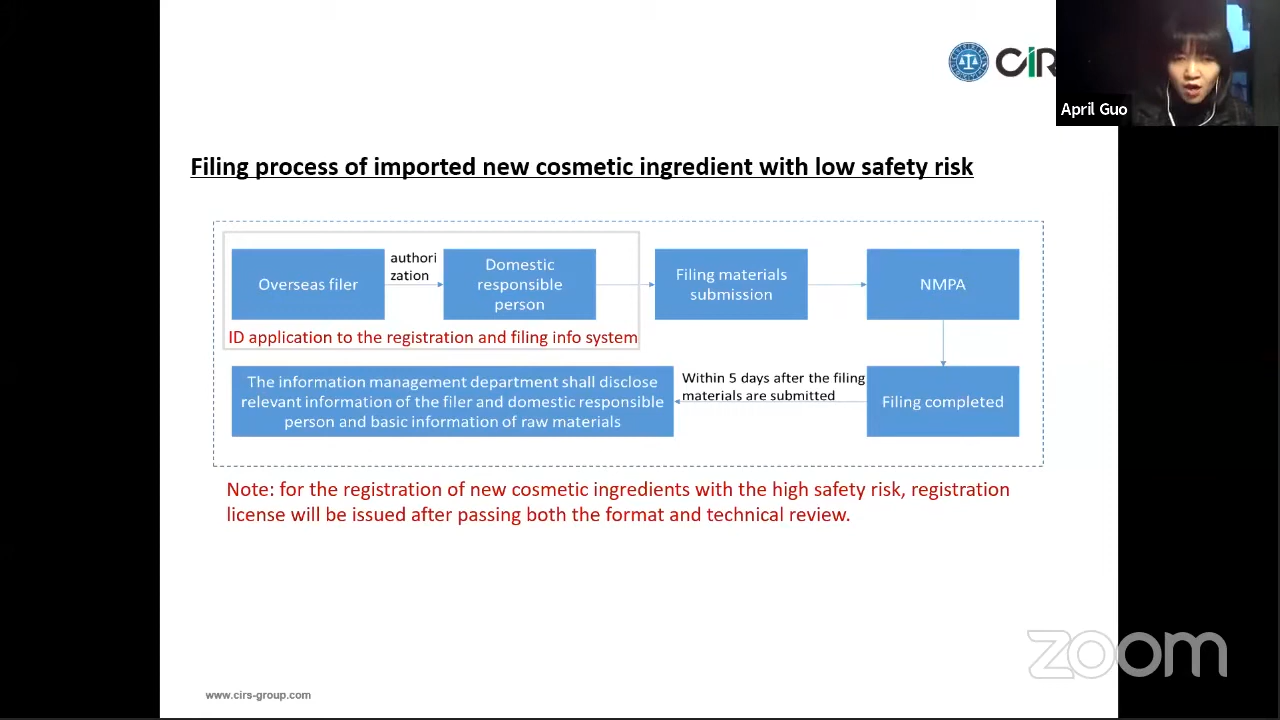 CIR
April Guo
Filing process of imported new cosmetic ingredient with low safety risk
Overseas filer
authori
zation
Domestic
responsible
person
Filing materials
submission
NMPA
ID application to the registration and filing info system
The information management department shall disclose
relevant information of the filer and domestic responsible
person and basic information of raw materials
Within 5 days after the filing
materials are submitted
Filing completed
Note: for the registration of new cosmetic ingredients with the high safety risk, registration
license will be issued after passing both the format and technical review.
zoom
www.cirs-group.com